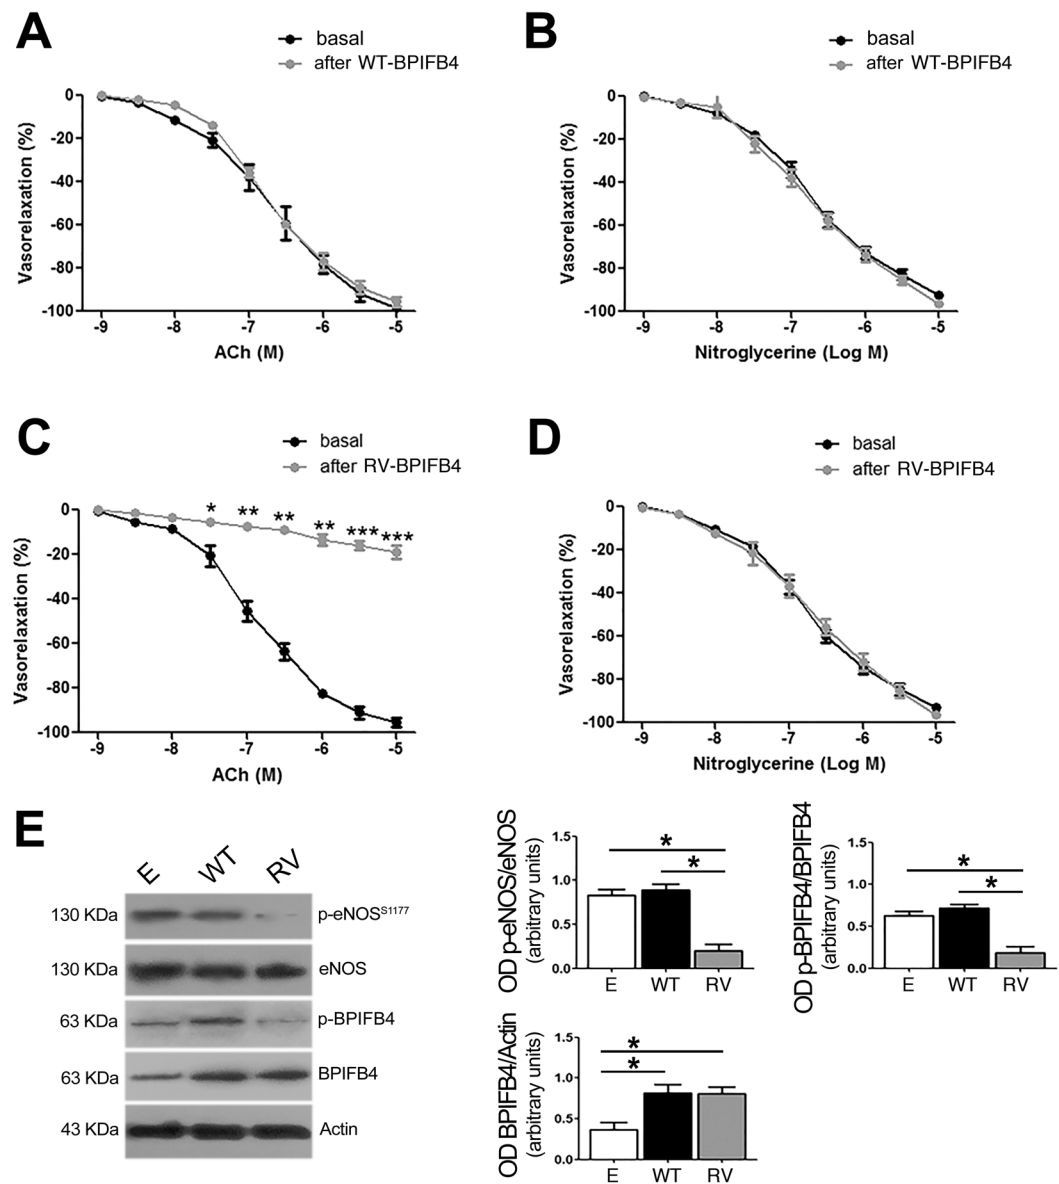 A
basal
after WT-BPIFB4
0
-20
-40
-60
-80
-100
Vasorelaxation (%)
-9 -8 -7 -6 -5
ACh (M)
B
basal
after WT-BPIFB4
0
-20
-40
-60
-80
-100
Vasorelaxation (%)
-9 -8 -7 -6 -5
Nitroglycerine (Log M)
C
basal
after RV-BPIFB4
0
-20
-40
-60
-80
-100
Vasorelaxation (%)
* ** ** ** *** ***
-9 -8 -7 -6 -5
ACh (M)
D
basal
after RV-BPIFB4
0
-20
-40
-60
-80
-100
Vasorelaxation (%)
-9 -8 -7 -6 -5
Nitroglycerine (Log M)
E
E WT RV
130 KDa p-eNOS^S1177
130 KDa eNOS
63 KDa p-BPIFB4
63 KDa BPIFB4
43 KDa Actin
OD p-eNOS/eNOS
(arbitrary units)
1.5
1.0
0.5
0.0
*
*
E WT RV
OD p-BPIFB4/BPIFB4
(arbitrary units)
1.5
1.0
0.5
0.0
*
*
E WT RV
OD BPIFB4/Actin
(arbitrary units)
1.5
1.0
0.5
0.0
*
*
E WT RV